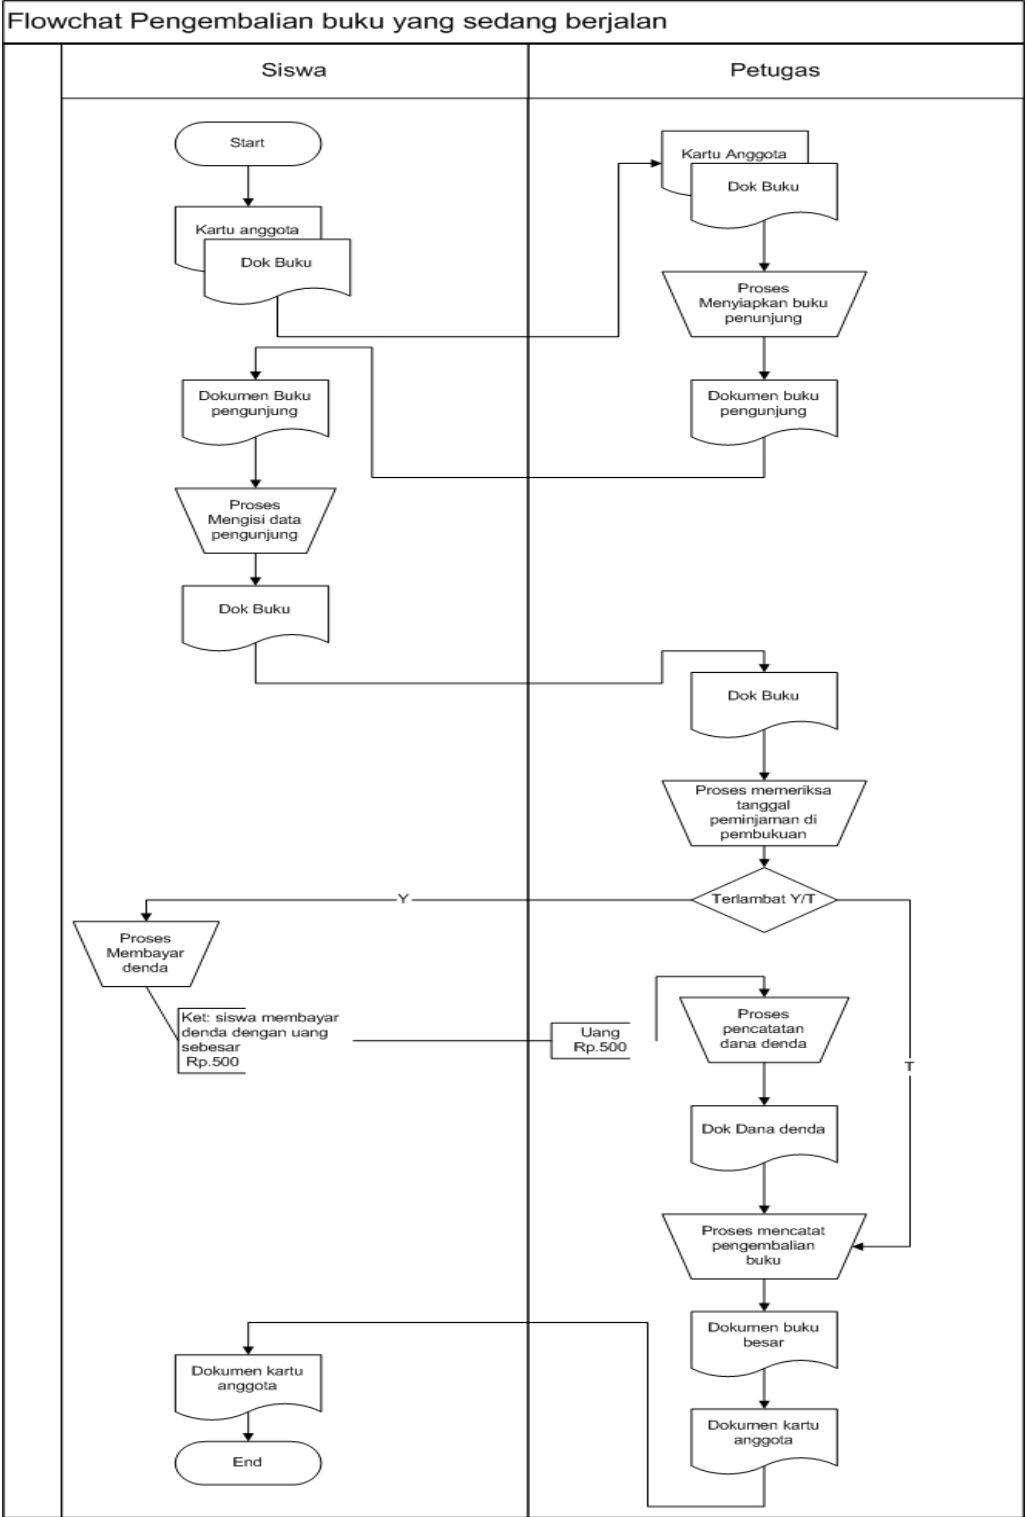 Flowchat Pengembalian buku yang sedang berjalan
Siswa
Petugas
Start
Kartu anggota
Dok Buku
Kartu Anggota
Dok Buku
Proses
Menyiapkan buku
penunjung
Dokumen buku
pengunjung
Dokumen Buku
pengunjung
Proses
Mengisi data
pengunjung
Dok Buku
Dok Buku
Proses memeriksa
tanggal
peminjaman di
pembukuan
Terlambat Y/T
Y
T
Proses
Membayar
denda
Ket: siswa membayar
denda dengan uang
sebesar
Rp.500
Uang
Rp.500
Proses
pencatatan
dana denda
Dok Dana denda
Proses mencatat
pengembalian
buku
Dokumen buku
besar
Dokumen kartu
anggota
Dokumen kartu
anggota
End